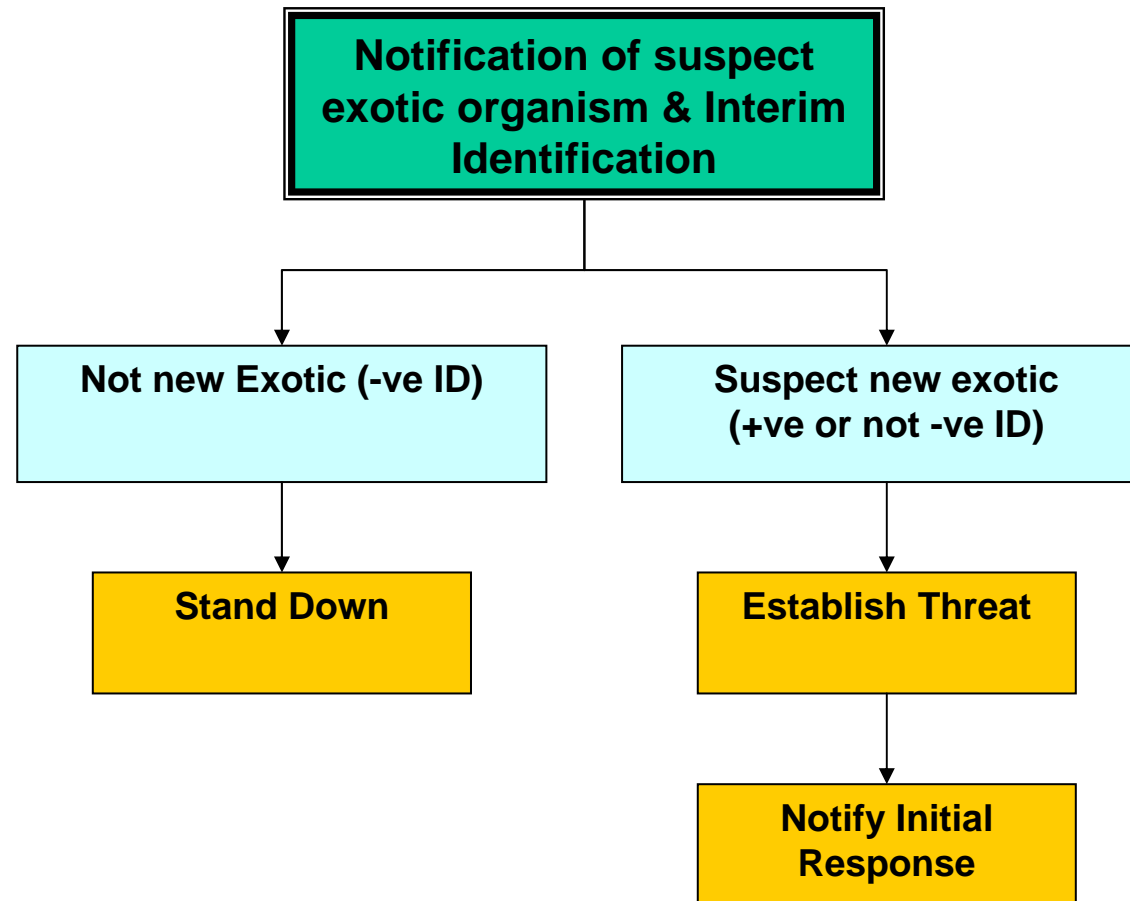 Notification of suspect
exotic organism & Interim
Identification
Not new Exotic (-ve ID)
Suspect new exotic
(+ve or not -ve ID)
Stand Down
Establish Threat
Notify Initial
Response